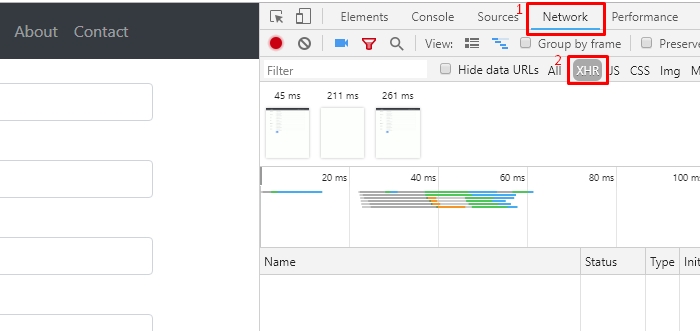 About Contact
Elements Console Sources 1 Network Performance
View: Group by frame Preserve
Filter Hide data URLs All 2 XHR JS CSS Img
45 ms 211 ms 261 ms
20 ms 40 ms 60 ms 80 ms 100 ms
Name Status Type Init